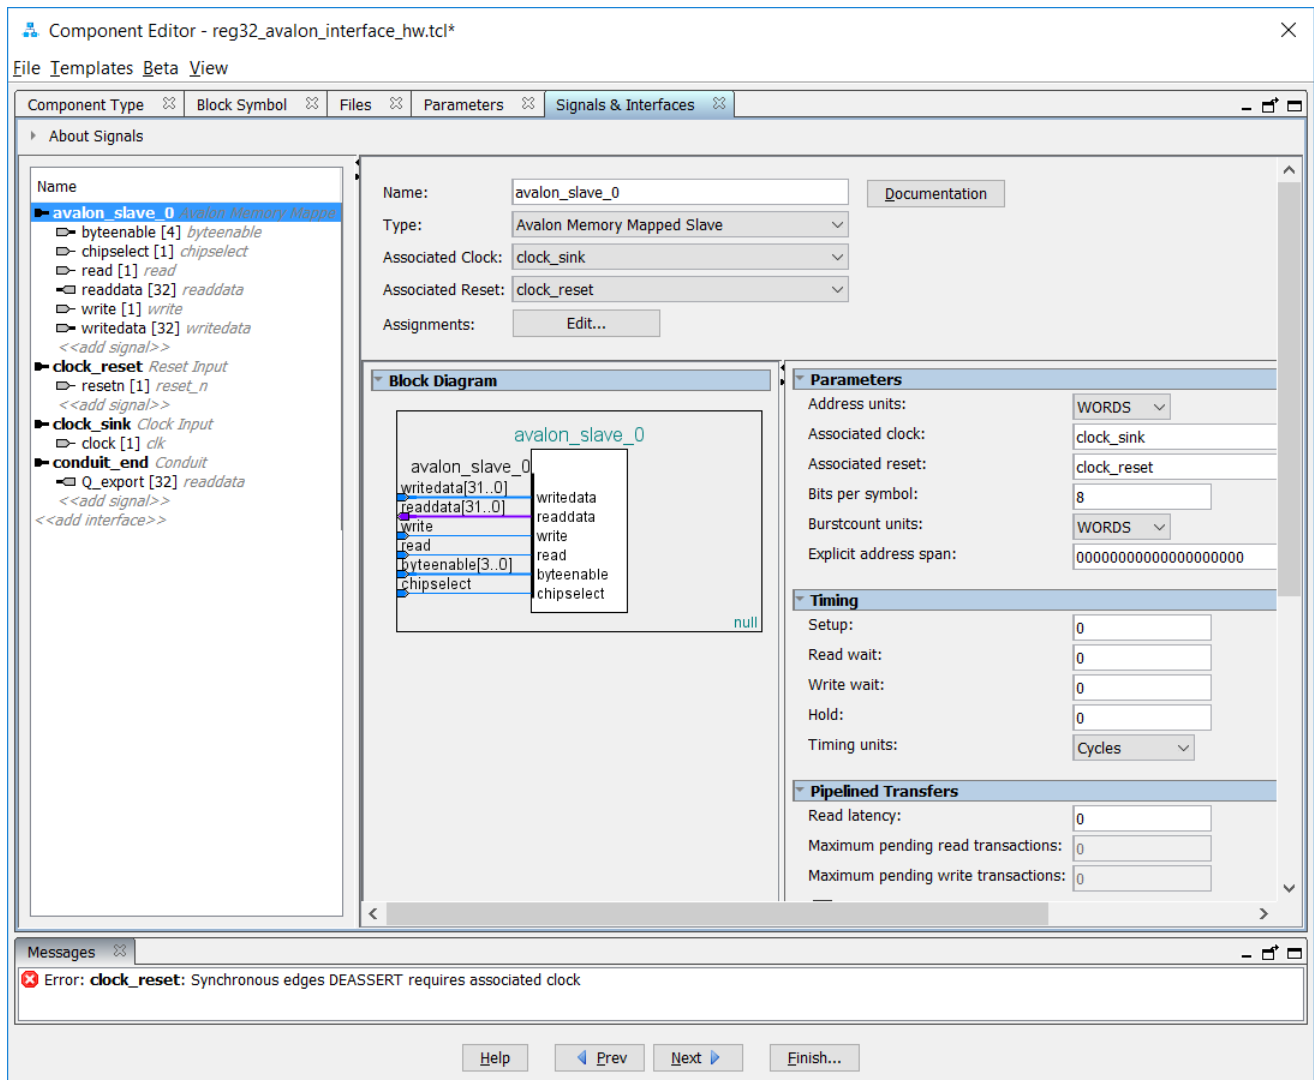 Component Editor - reg32_avalon_interface_hw.tcl*
File Templates Beta View
Component Type Block Symbol Files Parameters Signals & Interfaces
About Signals
Name
avalon_slave_0 Avalon Memory Mappe
byteenable [4] byteenable
chipselect [1] chipselect
read [1] read
readdata [32] readdata
write [1] write
writedata [32] writedata
<<add signal>>
clock_reset Reset Input
resetn [1] reset_n
<<add signal>>
clock_sink Clock Input
clock [1] clk
conduit_end Conduit
Q_export [32] readdata
<<add signal>>
<<add interface>>
Name: avalon_slave_0 Documentation
Type: Avalon Memory Mapped Slave
Associated Clock: clock_sink
Associated Reset: clock_reset
Assignments: Edit...
Block Diagram
avalon_slave_0
avalon_slave_0
writedata[31..0] writedata
readdata[31..0] readdata
write write
read read
byteenable[3..0] byteenable
chipselect chipselect
null
Parameters
Address units: WORDS
Associated clock: clock_sink
Associated reset: clock_reset
Bits per symbol: 8
Burstcount units: WORDS
Explicit address span: 00000000000000000000
Timing
Setup: 0
Read wait: 0
Write wait: 0
Hold: 0
Timing units: Cycles
Pipelined Transfers
Read latency: 0
Maximum pending read transactions: 0
Maximum pending write transactions: 0
Messages
Error: clock_reset: Synchronous edges DEASSERT requires associated clock
Help Prev Next Finish...